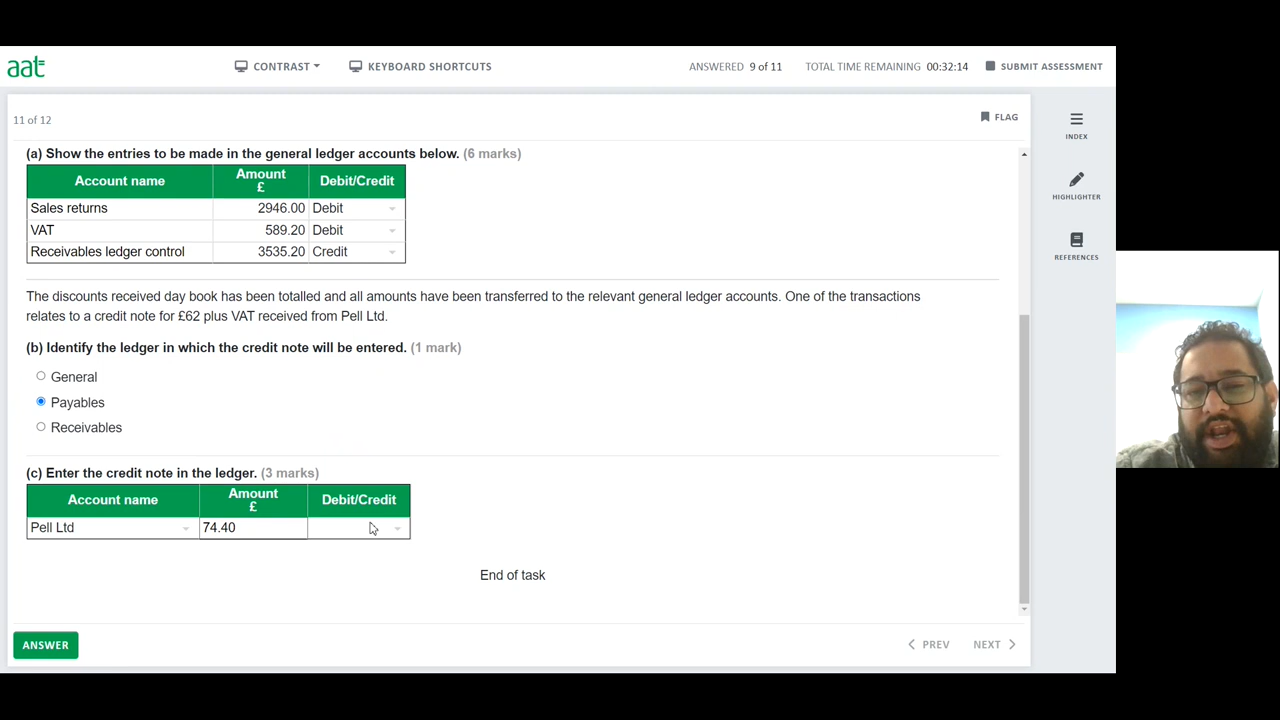 aat
CONTRAST
KEYBOARD SHORTCUTS
ANSWERED 9 of 11
TOTAL TIME REMAINING 00:32:14
SUBMIT ASSESSMENT
11 of 12
FLAG
INDEX
HIGHLIGHTER
REFERENCES
(a) Show the entries to be made in the general ledger accounts below. (6 marks)
Account name Amount £ Debit/Credit
Sales returns 2946.00 Debit
VAT 589.20 Debit
Receivables ledger control 3535.20 Credit
The discounts received day book has been totalled and all amounts have been transferred to the relevant general ledger accounts. One of the transactions
relates to a credit note for £62 plus VAT received from Pell Ltd.
(b) Identify the ledger in which the credit note will be entered. (1 mark)
General
Payables
Receivables
(c) Enter the credit note in the ledger. (3 marks)
Account name Amount £ Debit/Credit
Pell Ltd 74.40
End of task
ANSWER
PREV
NEXT